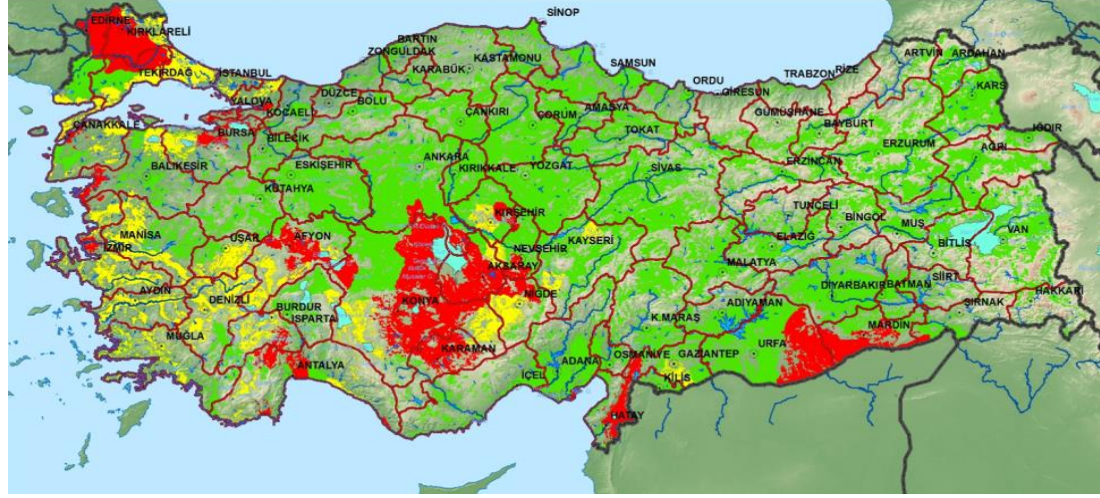 SİNOP
EDİRNE
KIRKLARELİ
BARTIN
ZONGULDAK
KASTAMONU
KARABÜK
SAMSUN
ARTVİN
ARDAHAN
TEKİRDAĞ
İSTANBUL
ORDU
TRABZON
RİZE
GİRESUN
KARS
YALOVA
KOCAELİ
DÜZCE
BOLU
ÇANKIRI
ÇORUM
AMASYA
GÜMÜŞHANE
BAYBURT
ÇANAKKALE
BURSA
BİLECİK
TOKAT
IĞDIR
ERZURUM
AĞRI
BALIKESİR
ESKİŞEHİR
ANKARA
KIRIKKALE
YOZGAT
SİVAS
ERZİNCAN
KÜTAHYA
TUNCELİ
BİNGÖL
MUŞ
KIRŞEHİR
MANİSA
İZMİR
UŞAK
AFYON
NEVŞEHİR
KAYSERİ
ELAZIĞ
BİTLİS
VAN
AKSARAY
MALATYA
SİİRT
AYDIN
DENİZLİ
BURDUR
ISPARTA
KONYA
NİĞDE
ADIYAMAN
DİYARBAKIR
BATMAN
ŞIRNAK
HAKKARİ
MUĞLA
K.MARAŞ
MARDİN
KARAMAN
ANTALYA
İÇEL
ADANA
OSMANİYE
GAZİANTEP
URFA
KİLİS
HATAY